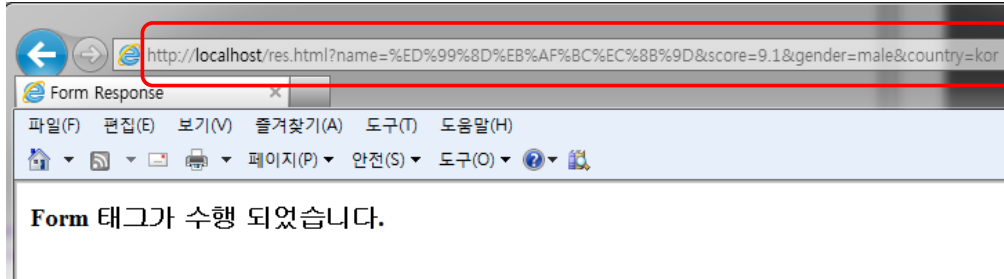 http://localhost/res.html?name=%ED%99%8D%EB%AF%BC%EC%8B%9D&score=9.1&gender=male&country=kor
Form Response
파일(F) 편집(E) 보기(V) 즐겨찾기(A) 도구(T) 도움말(H)
페이지(P) 안전(S) 도구(O)
Form 태그가 수행 되었습니다.